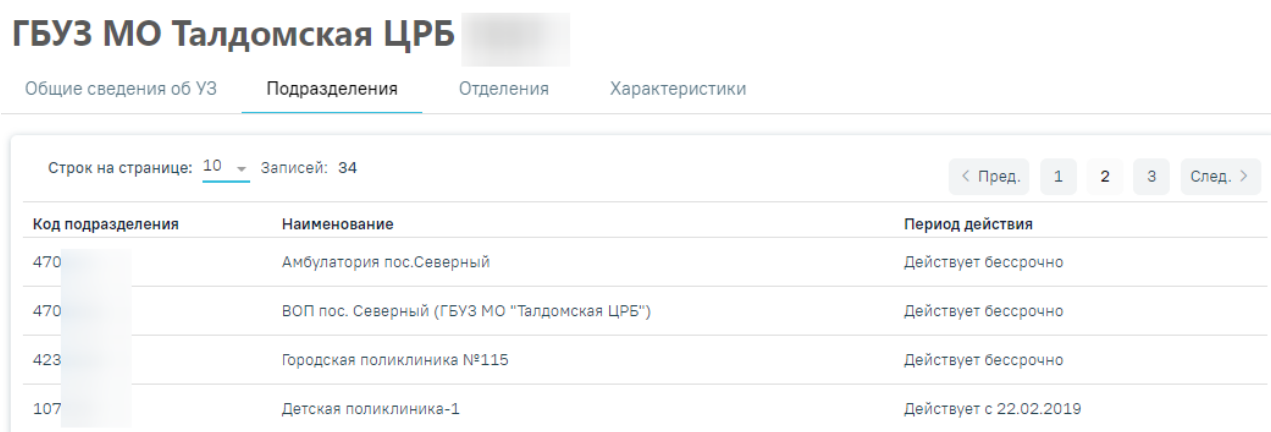 ГБУЗ МО Талдомская ЦРБ
Общие сведения об УЗ Подразделения Отделения Характеристики
Строк на странице: 10 Записей: 34 < Пред. 1 2 3 След. >
Код подразделения Наименование Период действия
470 Амбулатория пос.Северный Действует бессрочно
470 ВОП пос. Северный (ГБУЗ МО "Талдомская ЦРБ") Действует бессрочно
423 Городская поликлиника №115 Действует бессрочно
107 Детская поликлиника-1 Действует с 22.02.2019